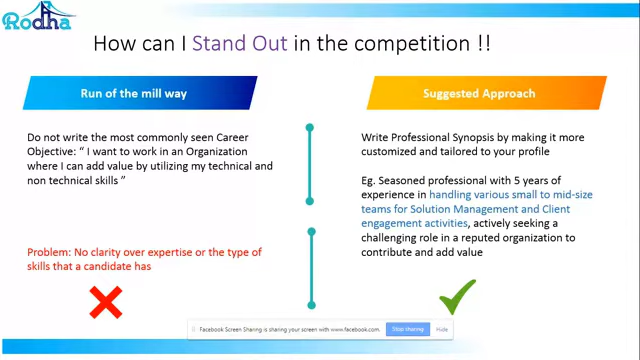 Rodha
How can I Stand Out in the competition !!
Run of the mill way
Do not write the most commonly seen Career
Objective: “ I want to work in an Organization
where I can add value by utilizing my technical and
non technical skills ”
Problem: No clarity over expertise or the type of
skills that a candidate has
Suggested Approach
Write Professional Synopsis by making it more
customized and tailored to your profile
Eg. Seasoned professional with 5 years of
experience in handling various small to mid-size
teams for Solution Management and Client
engagement activities, actively seeking a
challenging role in a reputed organization to
contribute and add value
Facebook Screen Sharing is sharing your screen with www.facebook.com.
Stop sharing
Hide